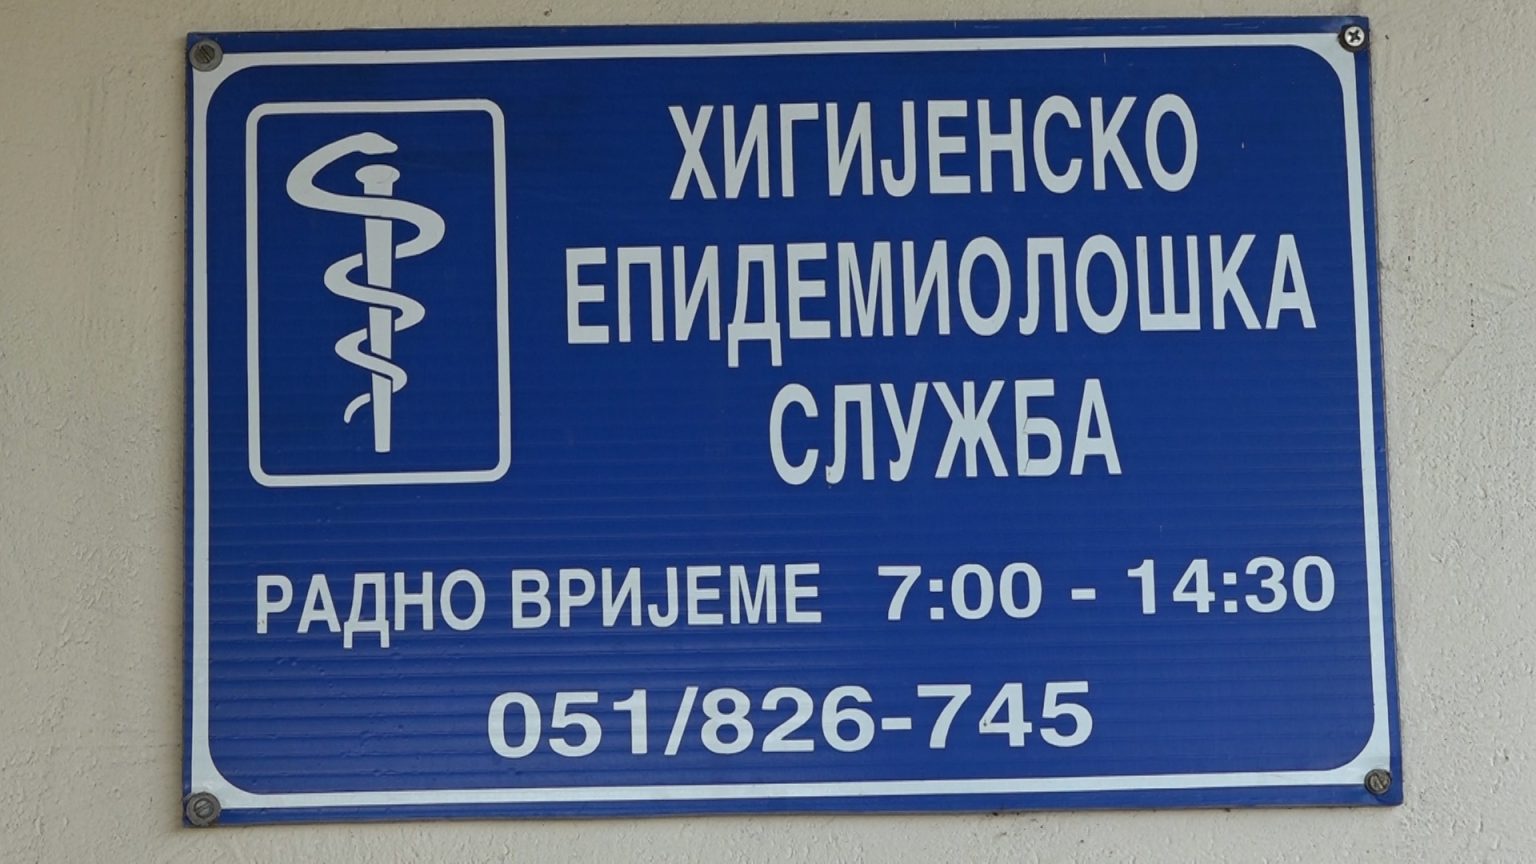 ХИГИЈЕНСКО
ЕПИДЕМИОЛОШКА
СЛУЖБА
РАДНО ВРИЈЕМЕ 7:00 - 14:30
051/826-745